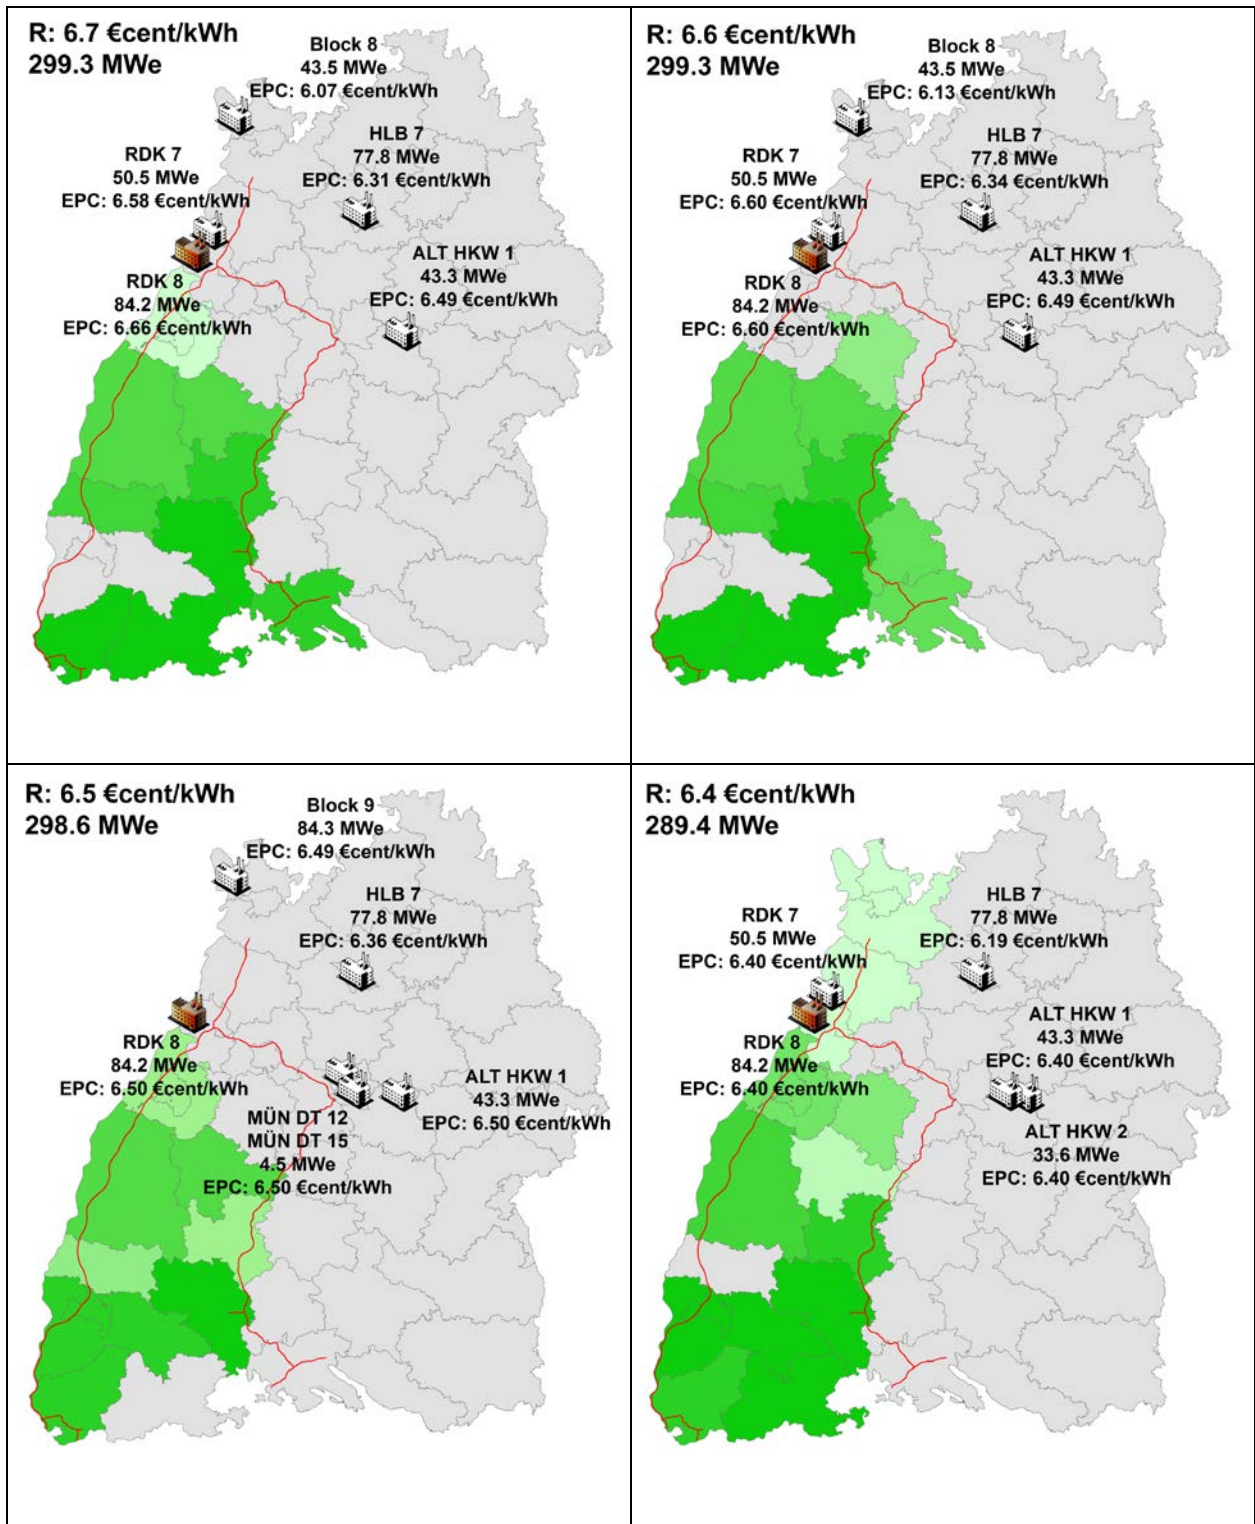 R: 6.7 €cent/kWh
299.3 MWe
Block 8
43.5 MWe
EPC: 6.07 €cent/kWh
HLB 7
77.8 MWe
EPC: 6.31 €cent/kWh
RDK 7
50.5 MWe
EPC: 6.58 €cent/kWh
ALT HKW 1
43.3 MWe
EPC: 6.49 €cent/kWh
RDK 8
84.2 MWe
EPC: 6.66 €cent/kWh
R: 6.6 €cent/kWh
299.3 MWe
Block 8
43.5 MWe
EPC: 6.13 €cent/kWh
HLB 7
77.8 MWe
EPC: 6.34 €cent/kWh
RDK 7
50.5 MWe
EPC: 6.60 €cent/kWh
ALT HKW 1
43.3 MWe
EPC: 6.49 €cent/kWh
RDK 8
84.2 MWe
EPC: 6.60 €cent/kWh
R: 6.5 €cent/kWh
298.6 MWe
Block 9
84.3 MWe
EPC: 6.49 €cent/kWh
HLB 7
77.8 MWe
EPC: 6.36 €cent/kWh
RDK 8
84.2 MWe
EPC: 6.50 €cent/kWh
ALT HKW 1
43.3 MWe
EPC: 6.50 €cent/kWh
MÜN DT 12
MÜN DT 15
4.5 MWe
EPC: 6.50 €cent/kWh
R: 6.4 €cent/kWh
289.4 MWe
HLB 7
77.8 MWe
EPC: 6.19 €cent/kWh
RDK 7
50.5 MWe
EPC: 6.40 €cent/kWh
ALT HKW 1
43.3 MWe
EPC: 6.40 €cent/kWh
RDK 8
84.2 MWe
EPC: 6.40 €cent/kWh
ALT HKW 2
33.6 MWe
EPC: 6.40 €cent/kWh